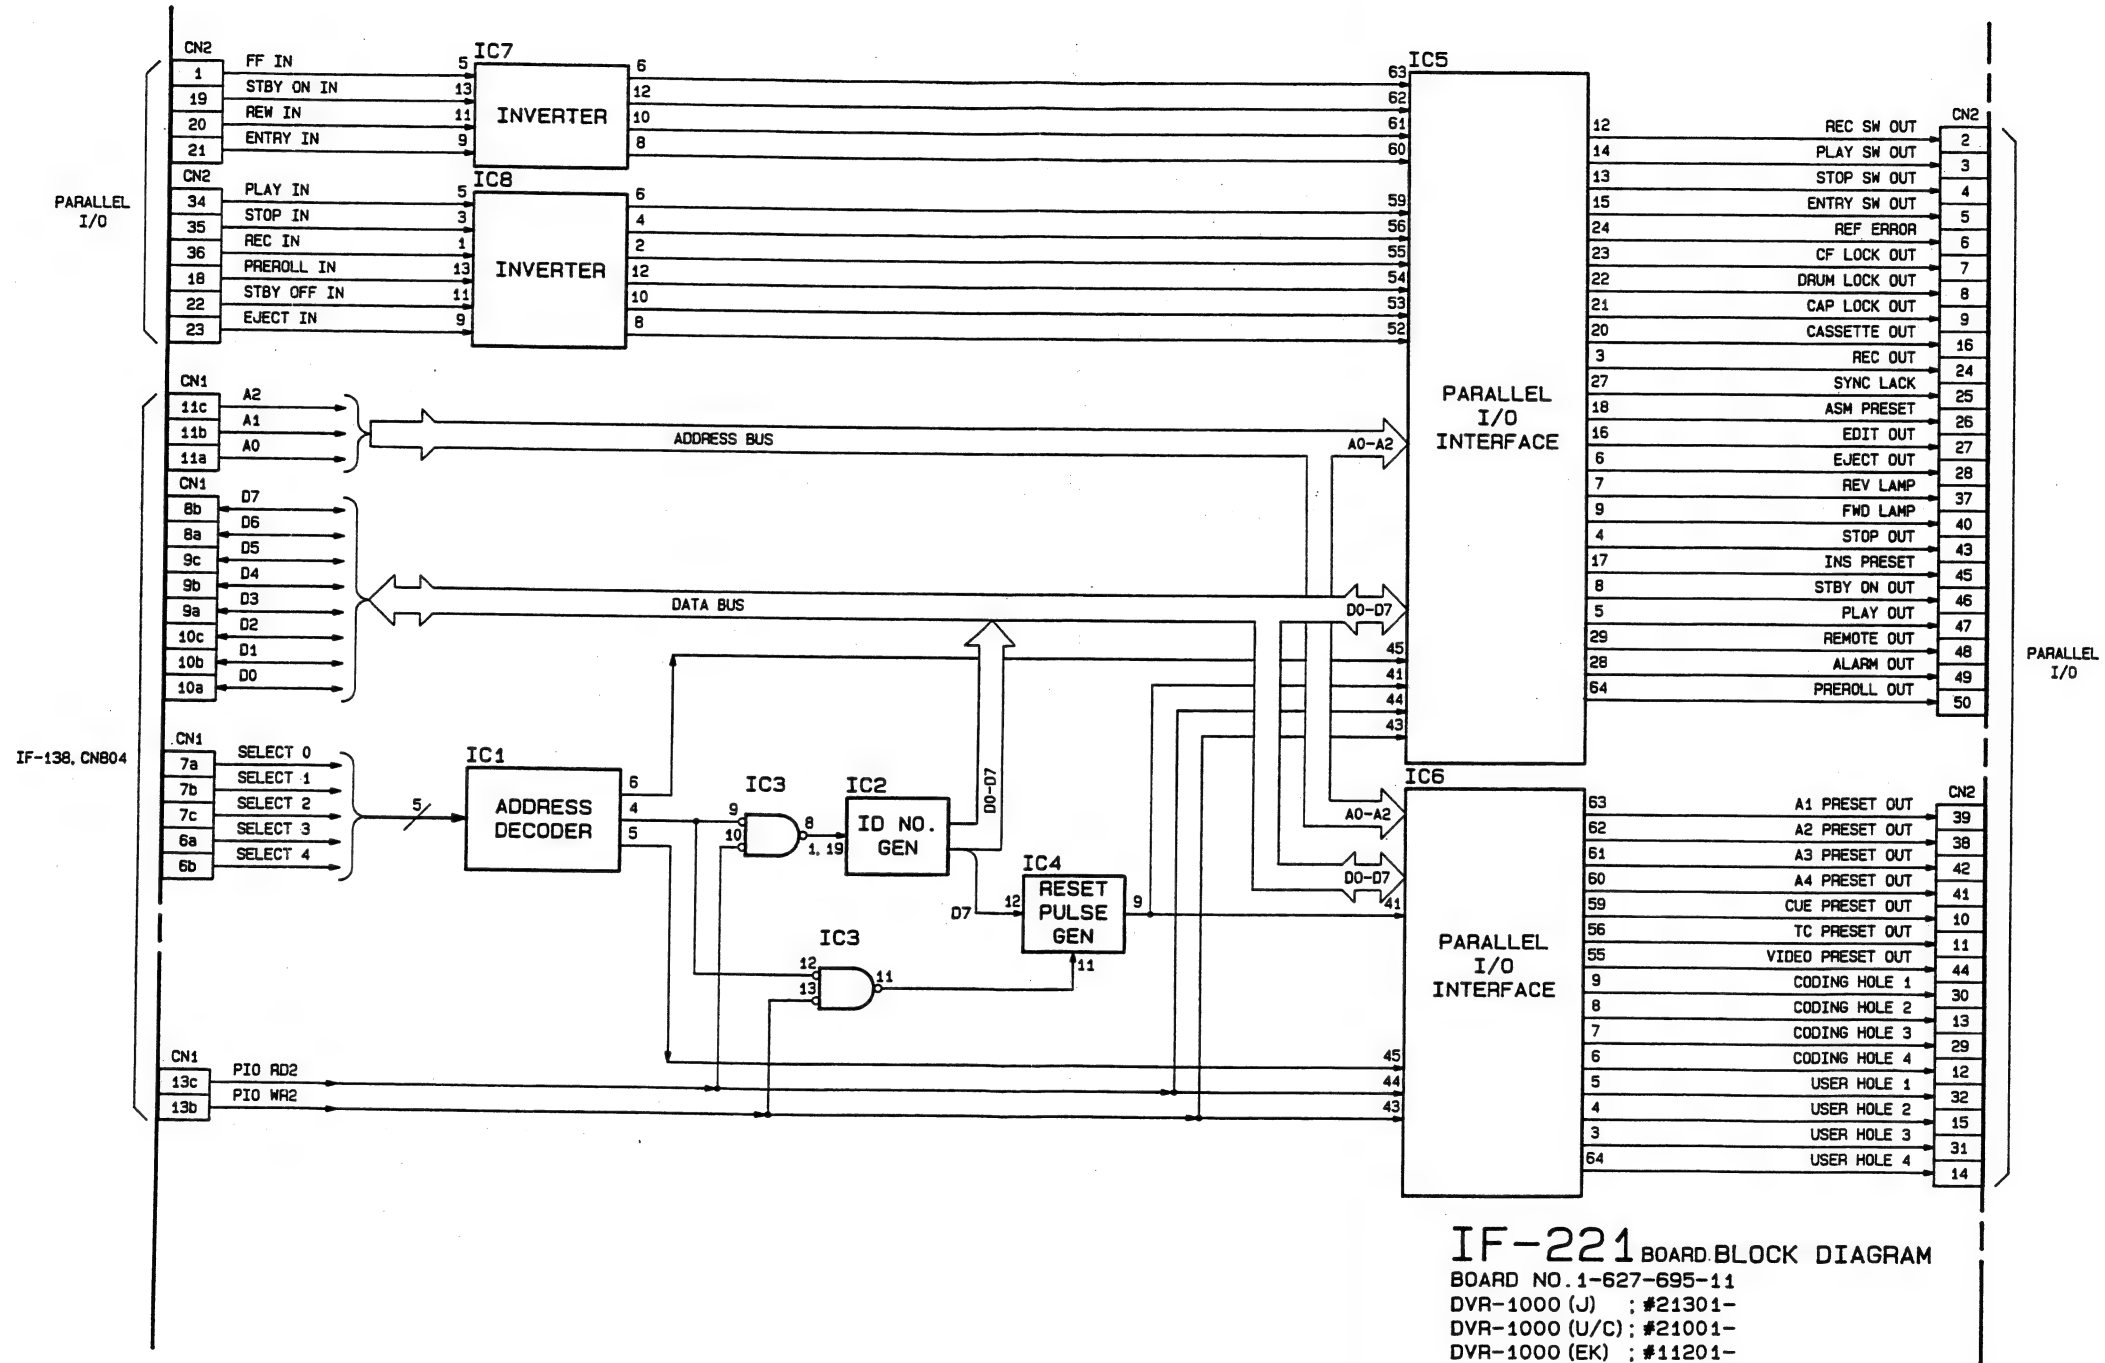 CN2
1 FF IN 5
19 STBY ON IN 13
20 REW IN 11
21 ENTRY IN 9
IC7
INVERTER
6
12
10
8
CN2
34 PLAY IN 5
35 STOP IN 3
36 REC IN 1
18 PREROLL IN 13
22 STBY OFF IN 11
23 EJECT IN 9
IC8
INVERTER
6
4
2
12
10
8
PARALLEL
I/O
CN1
11c A2
11b A1
11a A0
ADDRESS BUS
CN1
8b D7
8a D6
9c D5
9b D4
9a D3
10c D2
10b D1
10a D0
DATA BUS
IF-138, CN804
CN1
7a SELECT 0
7b SELECT 1
7c SELECT 2
6a SELECT 3
6b SELECT 4
5
IC1
ADDRESS
DECODER
6
4
5
IC3
9
10
8
1, 19
IC2
ID NO.
GEN
D0-D7
D7
IC4
12
RESET
PULSE
GEN
9
11
IC3
12
13
11
CN1
13c PIO RD2
13b PIO WR2
IC5
63
62
61
60
59
56
55
54
53
52
A0-A2
D0-D7
45
41
44
43
PARALLEL
I/O
INTERFACE
CN2
12 REC SW OUT 2
14 PLAY SW OUT 3
13 STOP SW OUT 4
15 ENTRY SW OUT 5
24 REF ERROR 6
23 CF LOCK OUT 7
22 DRUM LOCK OUT 8
21 CAP LOCK OUT 9
20 CASSETTE OUT 16
3 REC OUT 24
27 SYNC LACK 25
18 ASM PRESET 26
16 EDIT OUT 27
6 EJECT OUT 28
7 REV LAMP 37
9 FWD LAMP 40
4 STOP OUT 43
17 INS PRESET 45
8 STBY ON OUT 46
5 PLAY OUT 47
29 REMOTE OUT 48
28 ALARM OUT 49
64 PREROLL OUT 50
PARALLEL
I/O
IC6
A0-A2
D0-D7
41
45
44
43
PARALLEL
I/O
INTERFACE
CN2
63 A1 PRESET OUT 39
62 A2 PRESET OUT 38
61 A3 PRESET OUT 42
60 A4 PRESET OUT 41
59 CUE PRESET OUT 10
56 TC PRESET OUT 11
55 VIDEO PRESET OUT 44
9 CODING HOLE 1 30
8 CODING HOLE 2 13
7 CODING HOLE 3 29
6 CODING HOLE 4 12
5 USER HOLE 1 32
4 USER HOLE 2 15
3 USER HOLE 3 31
64 USER HOLE 4 14
IF-221 BOARD BLOCK DIAGRAM
BOARD NO. 1-627-695-11
DVR-1000 (J) ; #21301-
DVR-1000 (U/C) ; #21001-
DVR-1000 (EK) ; #11201-